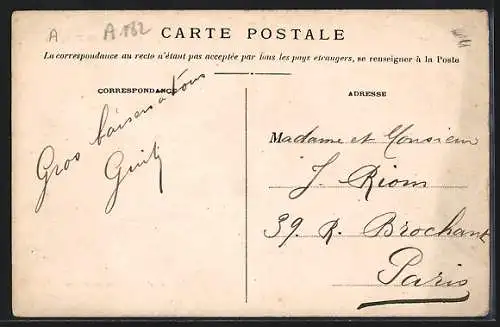 A
A.162
CARTE POSTALE
La correspondance au recto n'étant pas acceptée par tous les pays étrangers, se renseigner à la Poste
CORRESPONDANCE
ADRESSE
Gros baisers à tous
Madame et Monsieur
J. Riom
39. R. Brochant
Paris